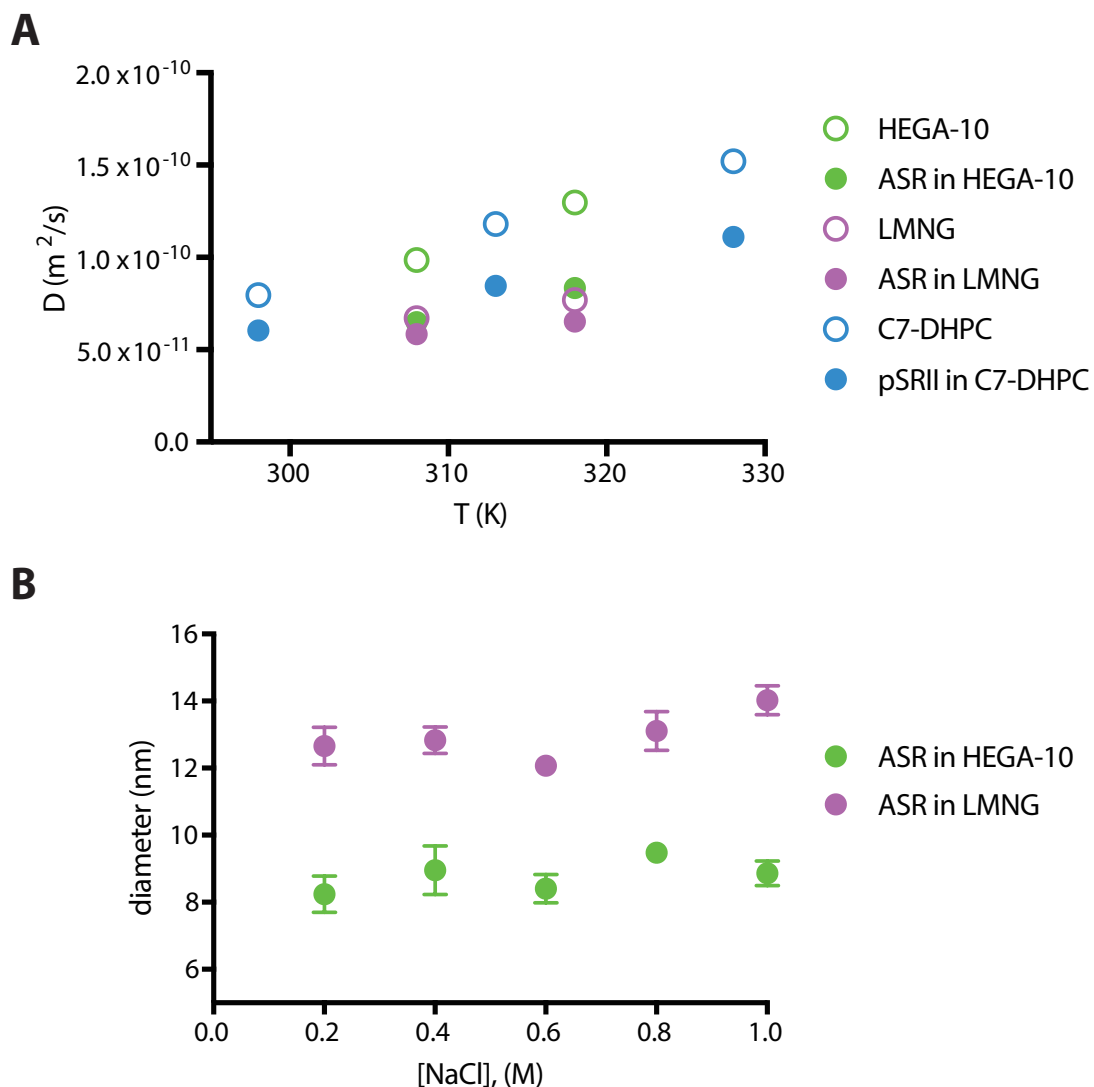 A
2.0 x10⁻¹⁰
1.5 x10⁻¹⁰
1.0 x10⁻¹⁰
5.0 x10⁻¹¹
0.0
D (m ²/s)
300
310
320
330
T (K)
HEGA-10
ASR in HEGA-10
LMNG
ASR in LMNG
C7-DHPC
pSRII in C7-DHPC
B
16
14
12
10
8
6
diameter (nm)
0.0
0.2
0.4
0.6
0.8
1.0
[NaCl], (M)
ASR in HEGA-10
ASR in LMNG